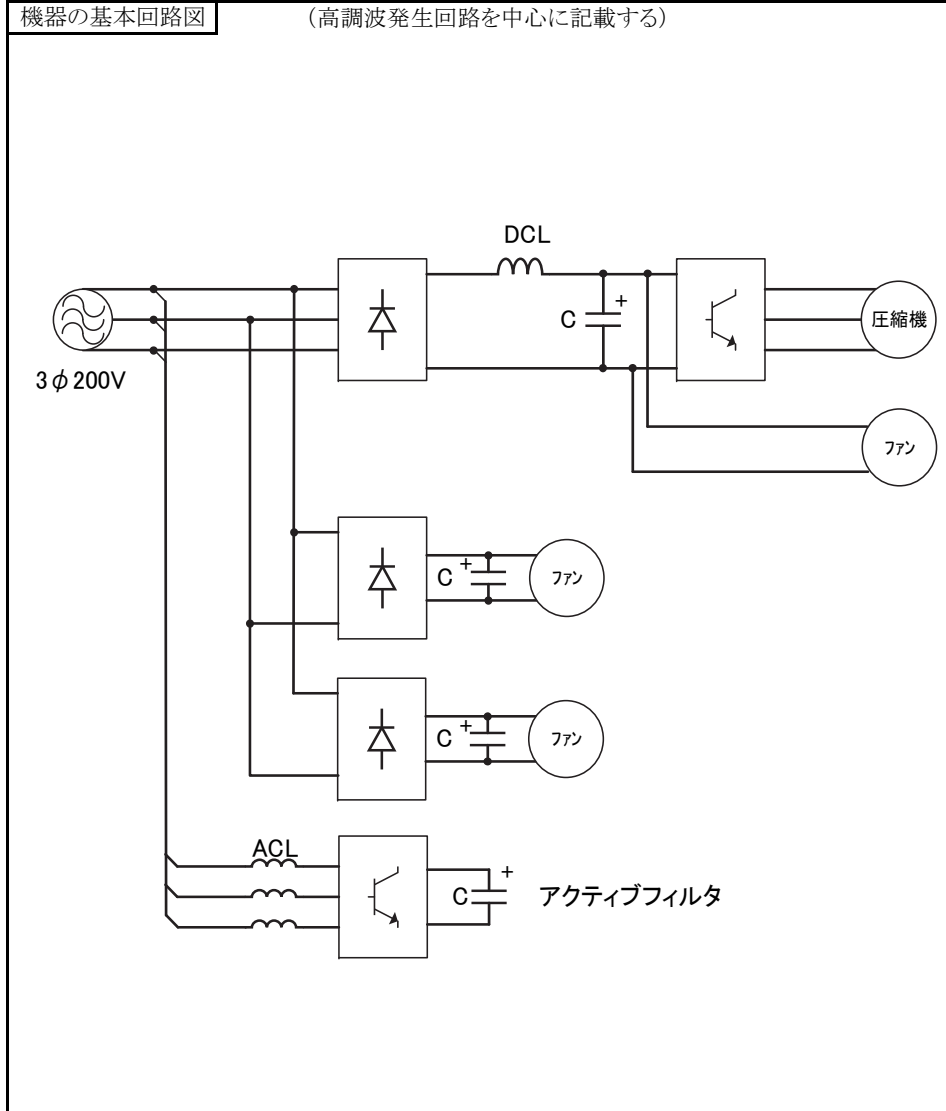 機器の基本回路図 (高調波発生回路を中心に記載する)
DCL
C +
圧縮機
3φ200V
ファン
C + ファン
C + ファン
ACL
C + アクティブフィルタ